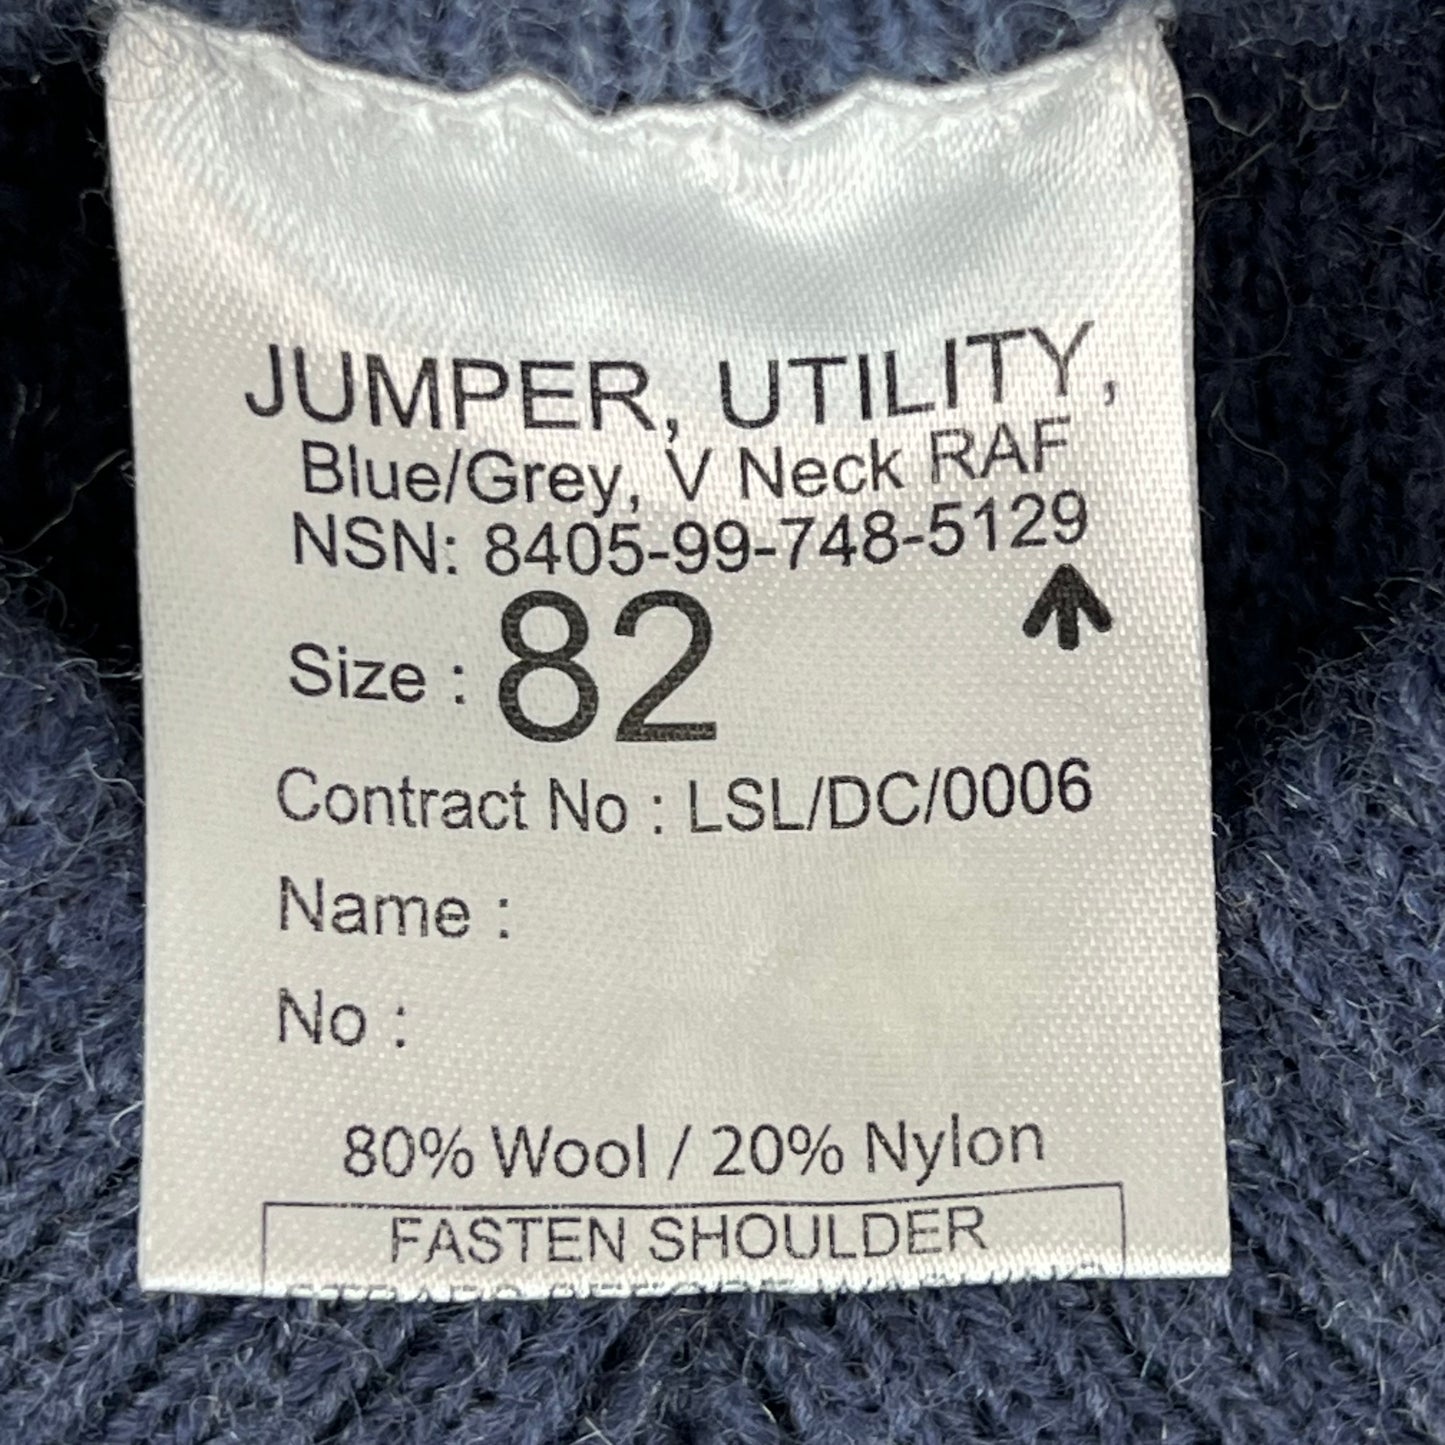 JUMPER, UTILITY,
Blue/Grey, V Neck RAF
NSN: 8405-99-748-5129
Size : 82
Contract No : LSL/DC/0006
Name :
No :
80% Wool / 20% Nylon
FASTEN SHOULDER